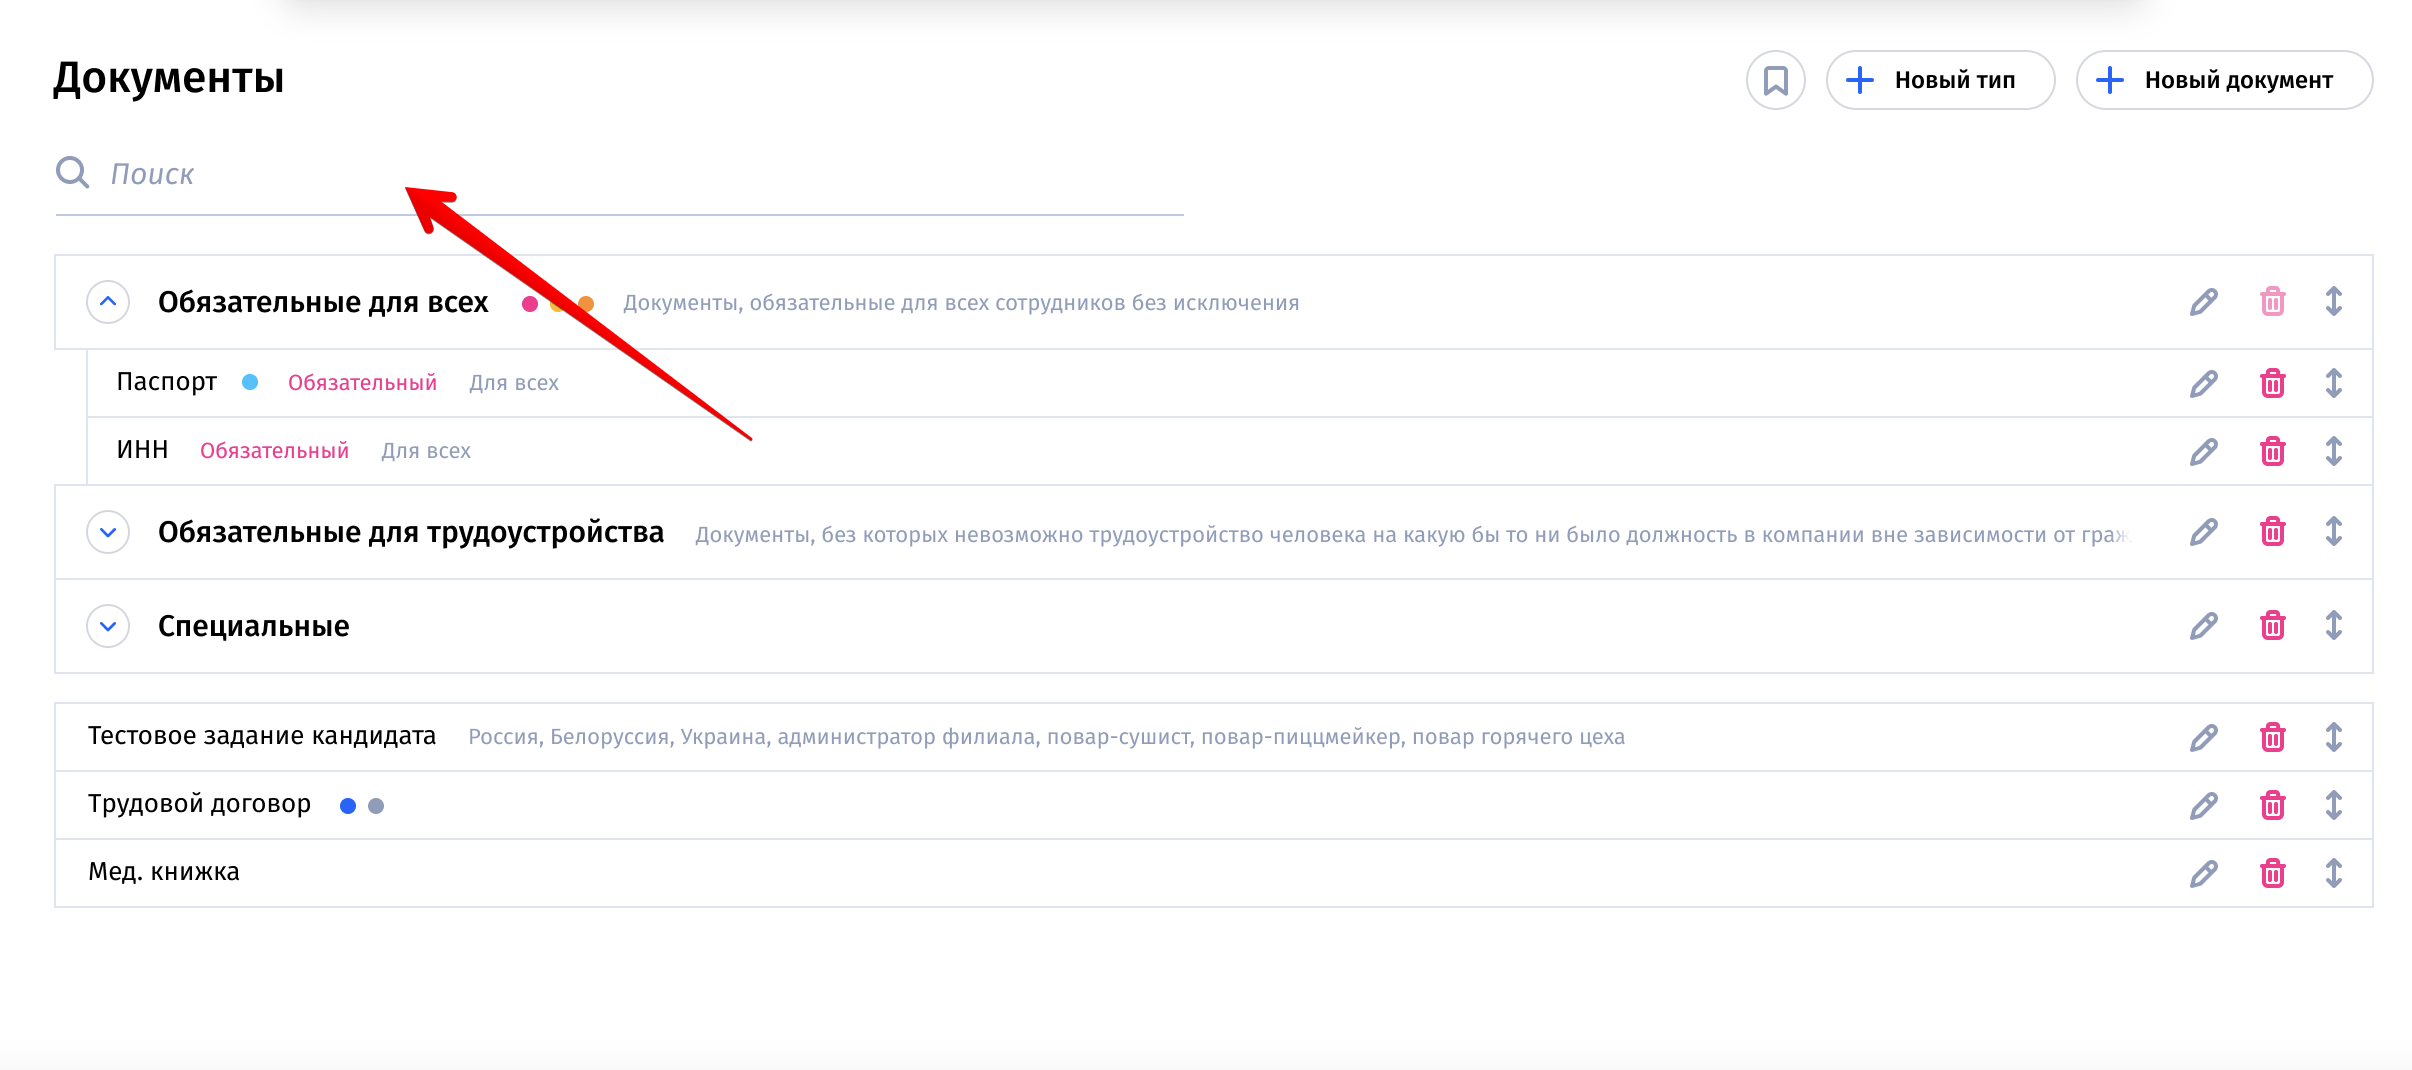 Документы
Новый тип
Новый документ
Поиск
Обязательные для всех Документы, обязательные для всех сотрудников без исключения
Паспорт Обязательный Для всех
ИНН Обязательный Для всех
Обязательные для трудоустройства Документы, без которых невозможно трудоустройство человека на какую бы то ни было должность в компании вне зависимости от
Специальные
Тестовое задание кандидата Россия, Белоруссия, Украина, администратор филиала, повар-сушист, повар-пиццмейкер, повар горячего цеха
Трудовой договор
Мед. книжка